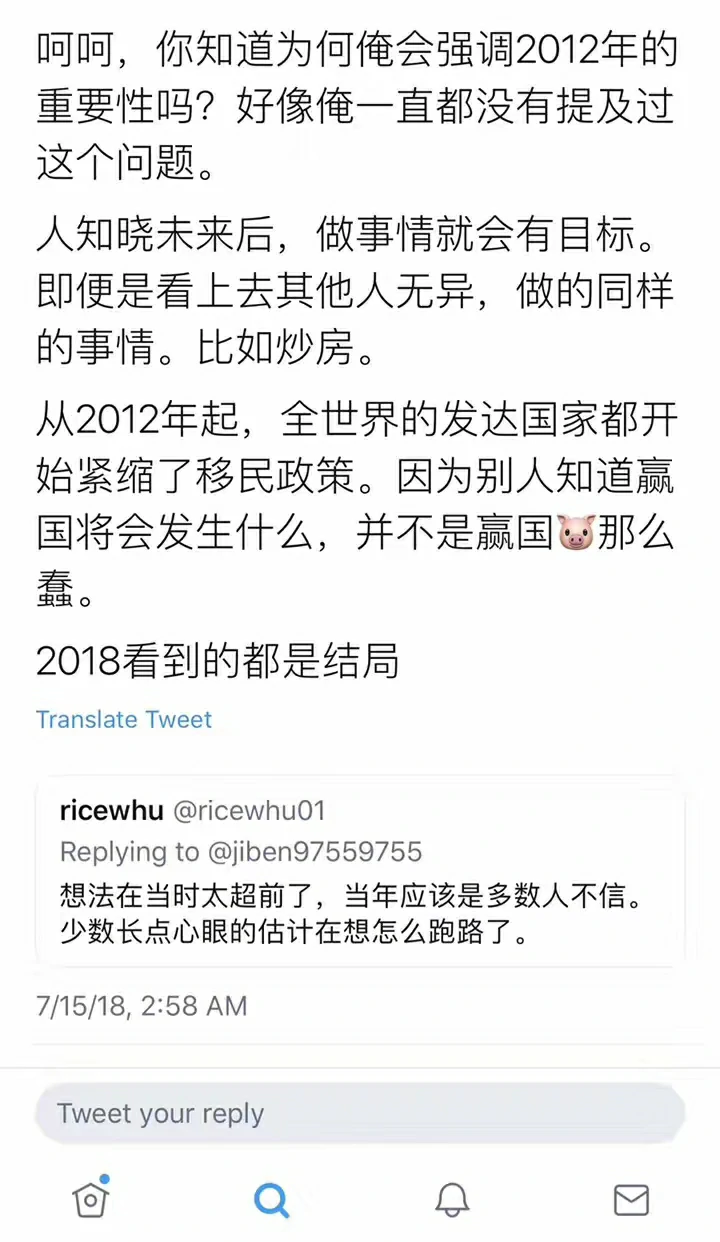 呵呵，你知道为何俺会强调2012年的
重要性吗？好像俺一直都没有提及过
这个问题。
人知晓未来后，做事情就会有目标。
即便是看上去其他人无异，做的同样
的事情。比如炒房。
从2012年起，全世界的发达国家都开
始紧缩了移民政策。因为别人知道赢
国将会发生什么，并不是赢国🐷那么
蠢。
2018看到的都是结局
Translate Tweet
ricewhu @ricewhu01
Replying to @jiben97559755
想法在当时太超前了，当年应该是多数人不信。
少数长点心眼的估计在想怎么跑路了。
7/15/18, 2:58 AM
Tweet your reply